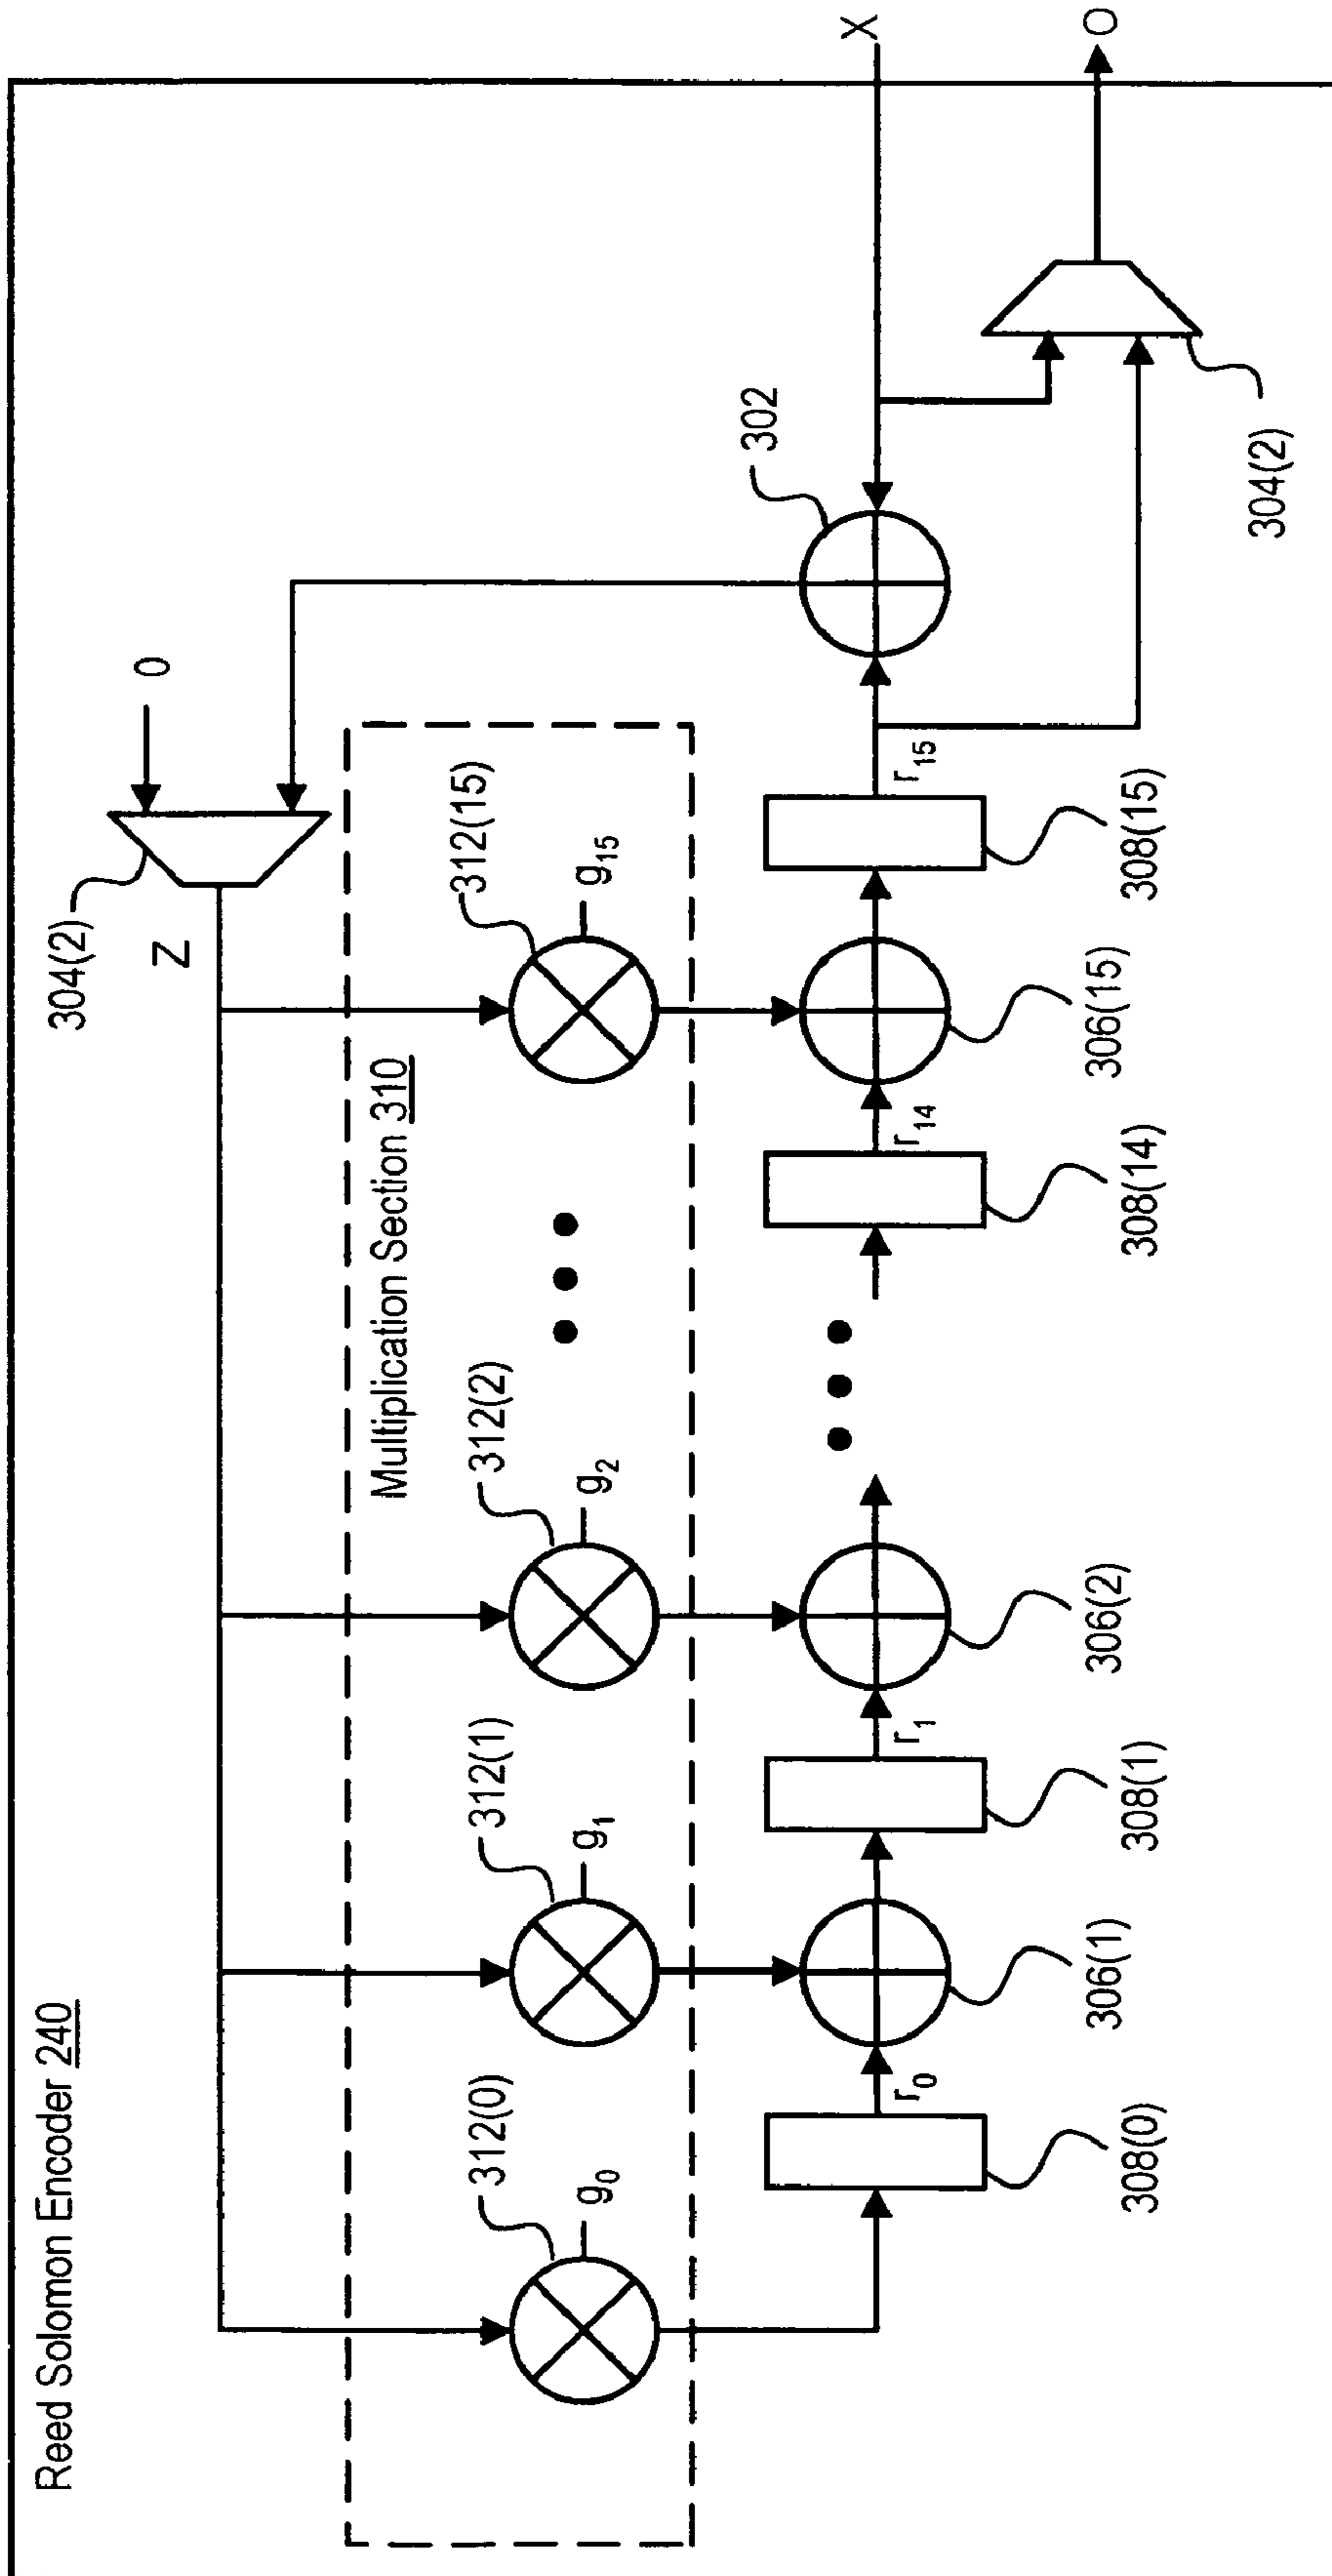 Reed Solomon Encoder 240
304(2)
0
Z
Multiplication Section 310
312(0)
312(1)
312(2)
312(15)
g0
g1
g2
g15
302
X
r0
r1
r14
r15
O
308(0)
306(1)
308(1)
306(2)
308(14)
306(15)
308(15)
304(2)